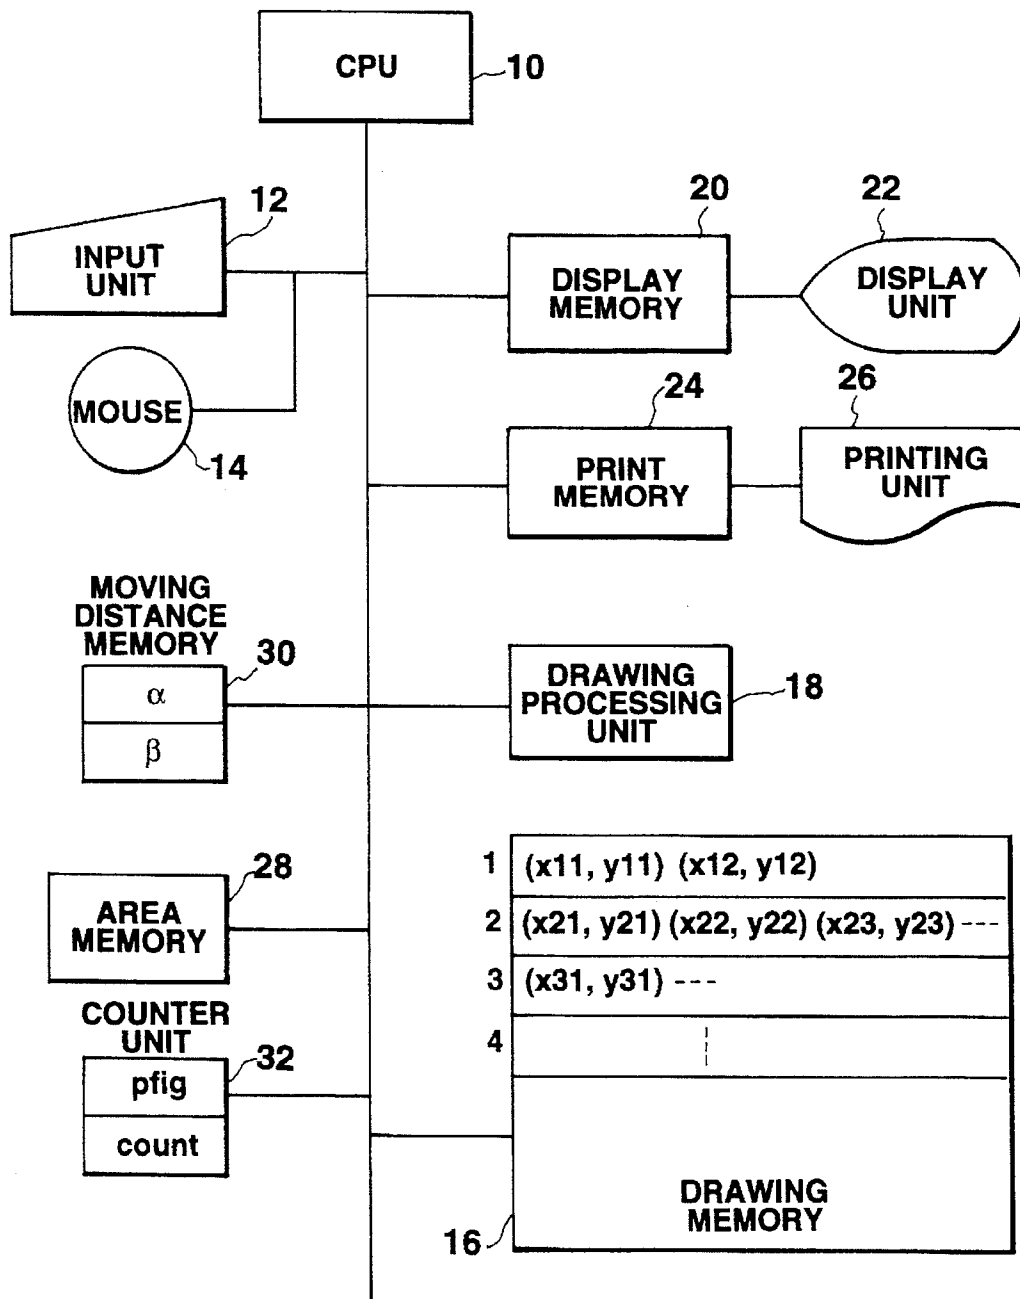 CPU
10
12
INPUT
UNIT
MOUSE
14
20
DISPLAY
MEMORY
22
DISPLAY
UNIT
24
PRINT
MEMORY
26
PRINTING
UNIT
MOVING
DISTANCE
MEMORY
30
α
β
DRAWING
PROCESSING
UNIT
18
28
AREA
MEMORY
COUNTER
UNIT
32
pfig
count
1 (x11, y11) (x12, y12)
2 (x21, y21) (x22, y22) (x23, y23) ---
3 (x31, y31) ---
4
DRAWING
MEMORY
16